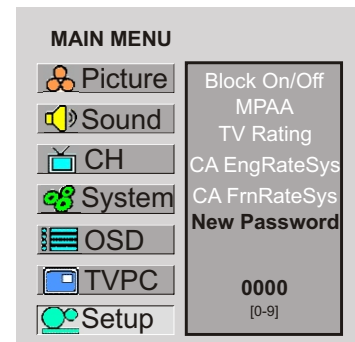 MAIN MENU
Picture
Sound
CH
System
OSD
TVPC
Setup
Block On/Off
MPAA
TV Rating
CA EngRateSys
CA FrnRateSys
New Password
0000
[0-9]